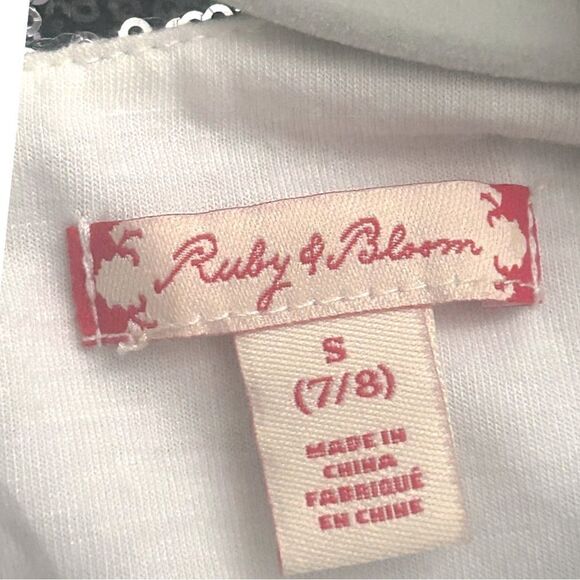 Ruby & Bloom
S
(7/8)
MADE IN
CHINA
FABRIQUÉ
EN CHINE